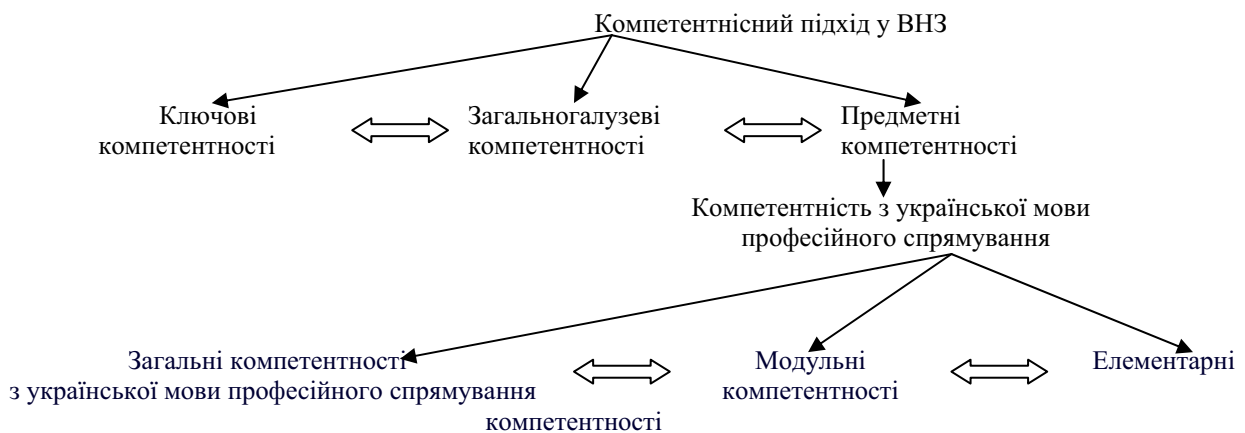 Компетентнісний підхід у ВНЗ
Ключові
компетентності
Загальногалузеві
компетентності
Предметні
компетентності
Компетентність з української мови
професійного спрямування
Загальні компетентності
з української мови професійного спрямування
Модульні
компетентності
Елементарні
компетентності